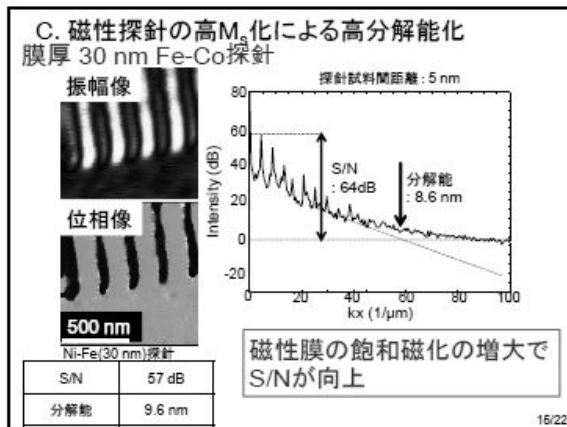 C. 磁性探針の高Ms化による高分解能化
膜厚 30 nm Fe-Co探針
振幅像
位相像
500 nm
探針試料間距離 : 5 nm
80
60
40
20
0
-20
Intensity (dB)
S/N
: 64dB
分解能
: 8.6 nm
0
20
40
60
80
100
kx (1/μm)
Ni-Fe(30 nm)探針
S/N 57 dB
分解能 9.6 nm
磁性膜の飽和磁化の増大で
S/Nが向上
15/22